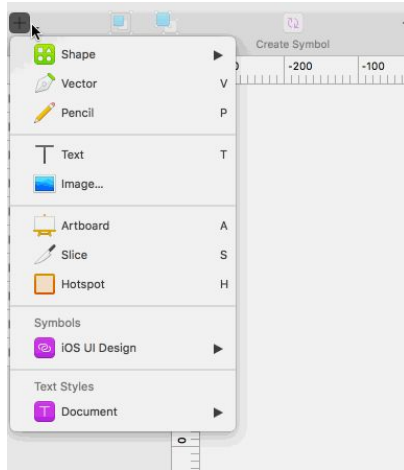 Create Symbol
-200
-100
Shape
Vector V
Pencil P
Text T
Image...
Artboard A
Slice S
Hotspot H
Symbols
iOS UI Design
Text Styles
Document
0